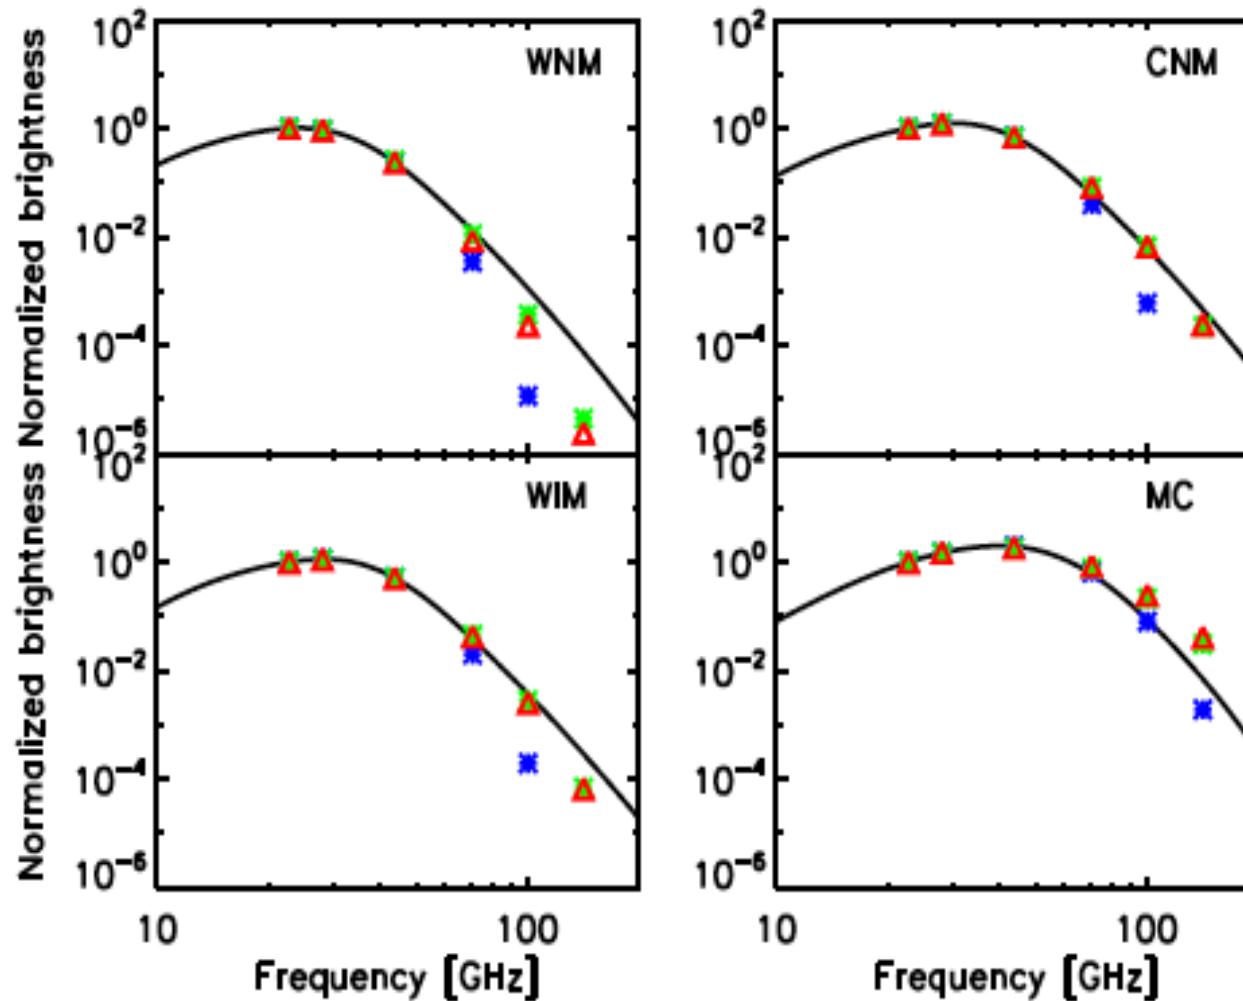 Normalized brightness Normalized brightness
10² 10⁰ 10⁻² 10⁻⁴ 10⁻⁶
WNM
10² 10⁰ 10⁻² 10⁻⁴ 10⁻⁶
CNM
10² 10⁰ 10⁻² 10⁻⁴ 10⁻⁶
WIM
10 100
Frequency [GHz]
10² 10⁰ 10⁻² 10⁻⁴ 10⁻⁶
MC
10 100
Frequency [GHz]